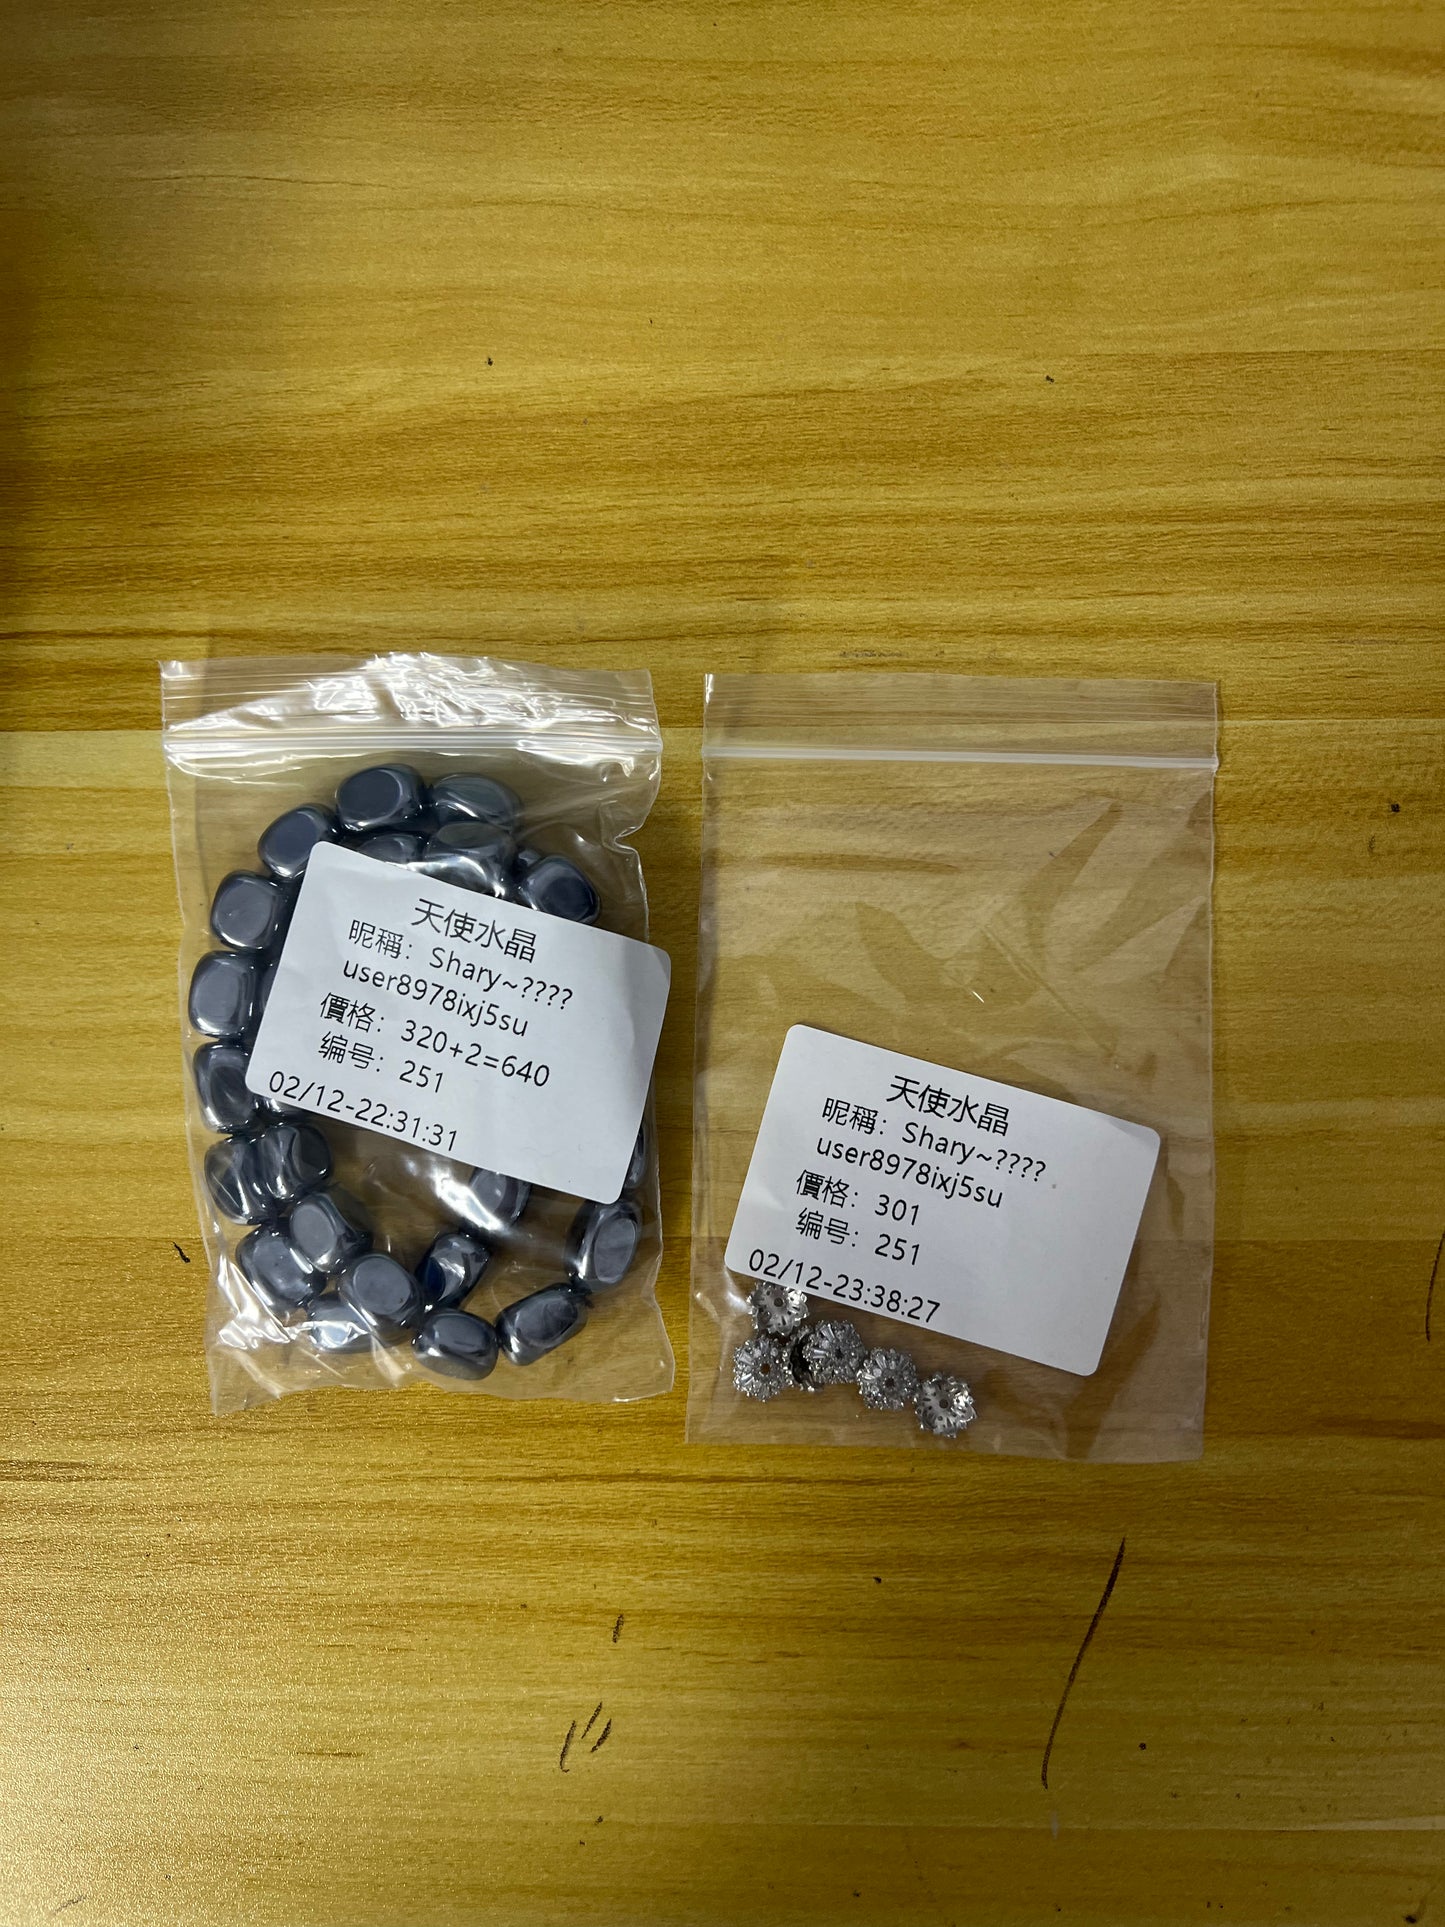 天使水晶
昵稱：Shary~????
user8978ixj5su
價格：320+2=640
编号：251
02/12-22:31:31
天使水晶
昵稱：Shary~????
user8978ixj5su
價格：301
编号：251
02/12-23:38:27